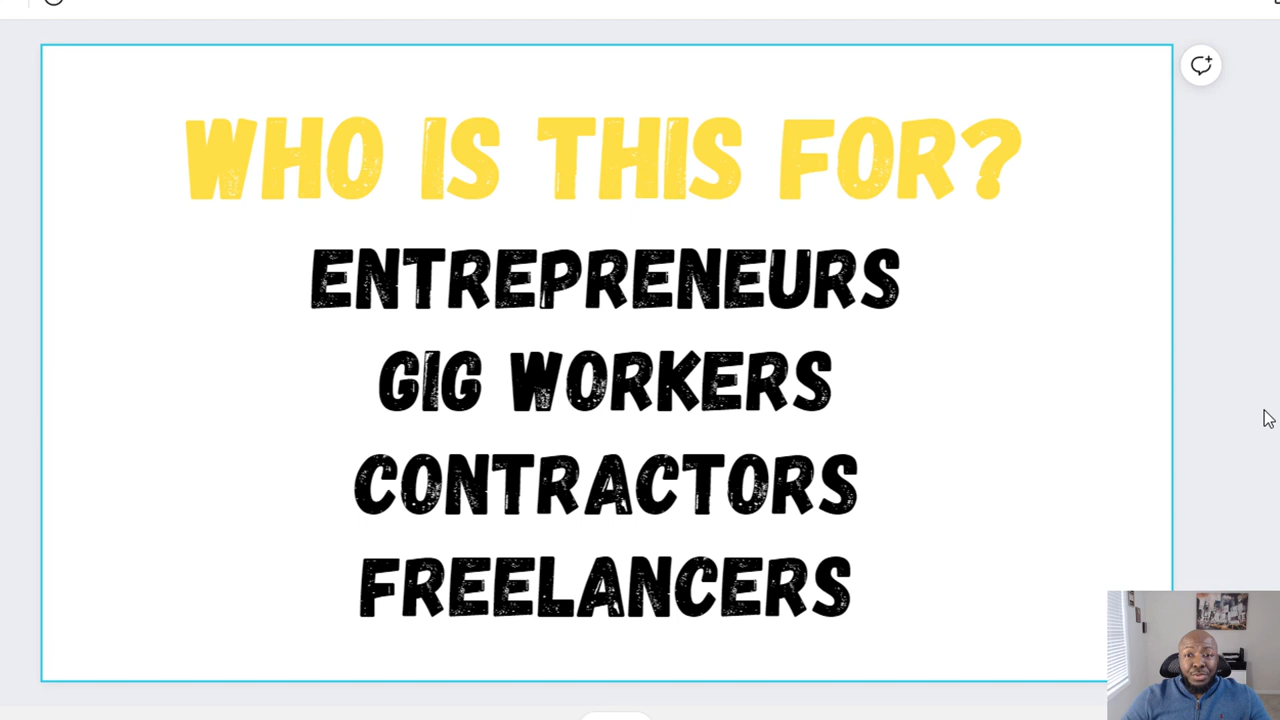 WHO IS THIS FOR?
ENTREPRENEURS
GIG WORKERS
CONTRACTORS
FREELANCERS